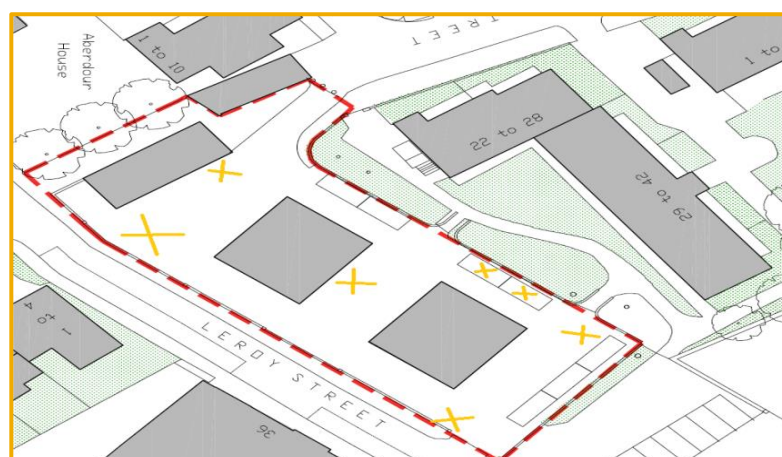 1 to 10
Aberdour
House
STREET
22 to 28
29 to 42
1 to
1 to 4
LEROY STREET
36